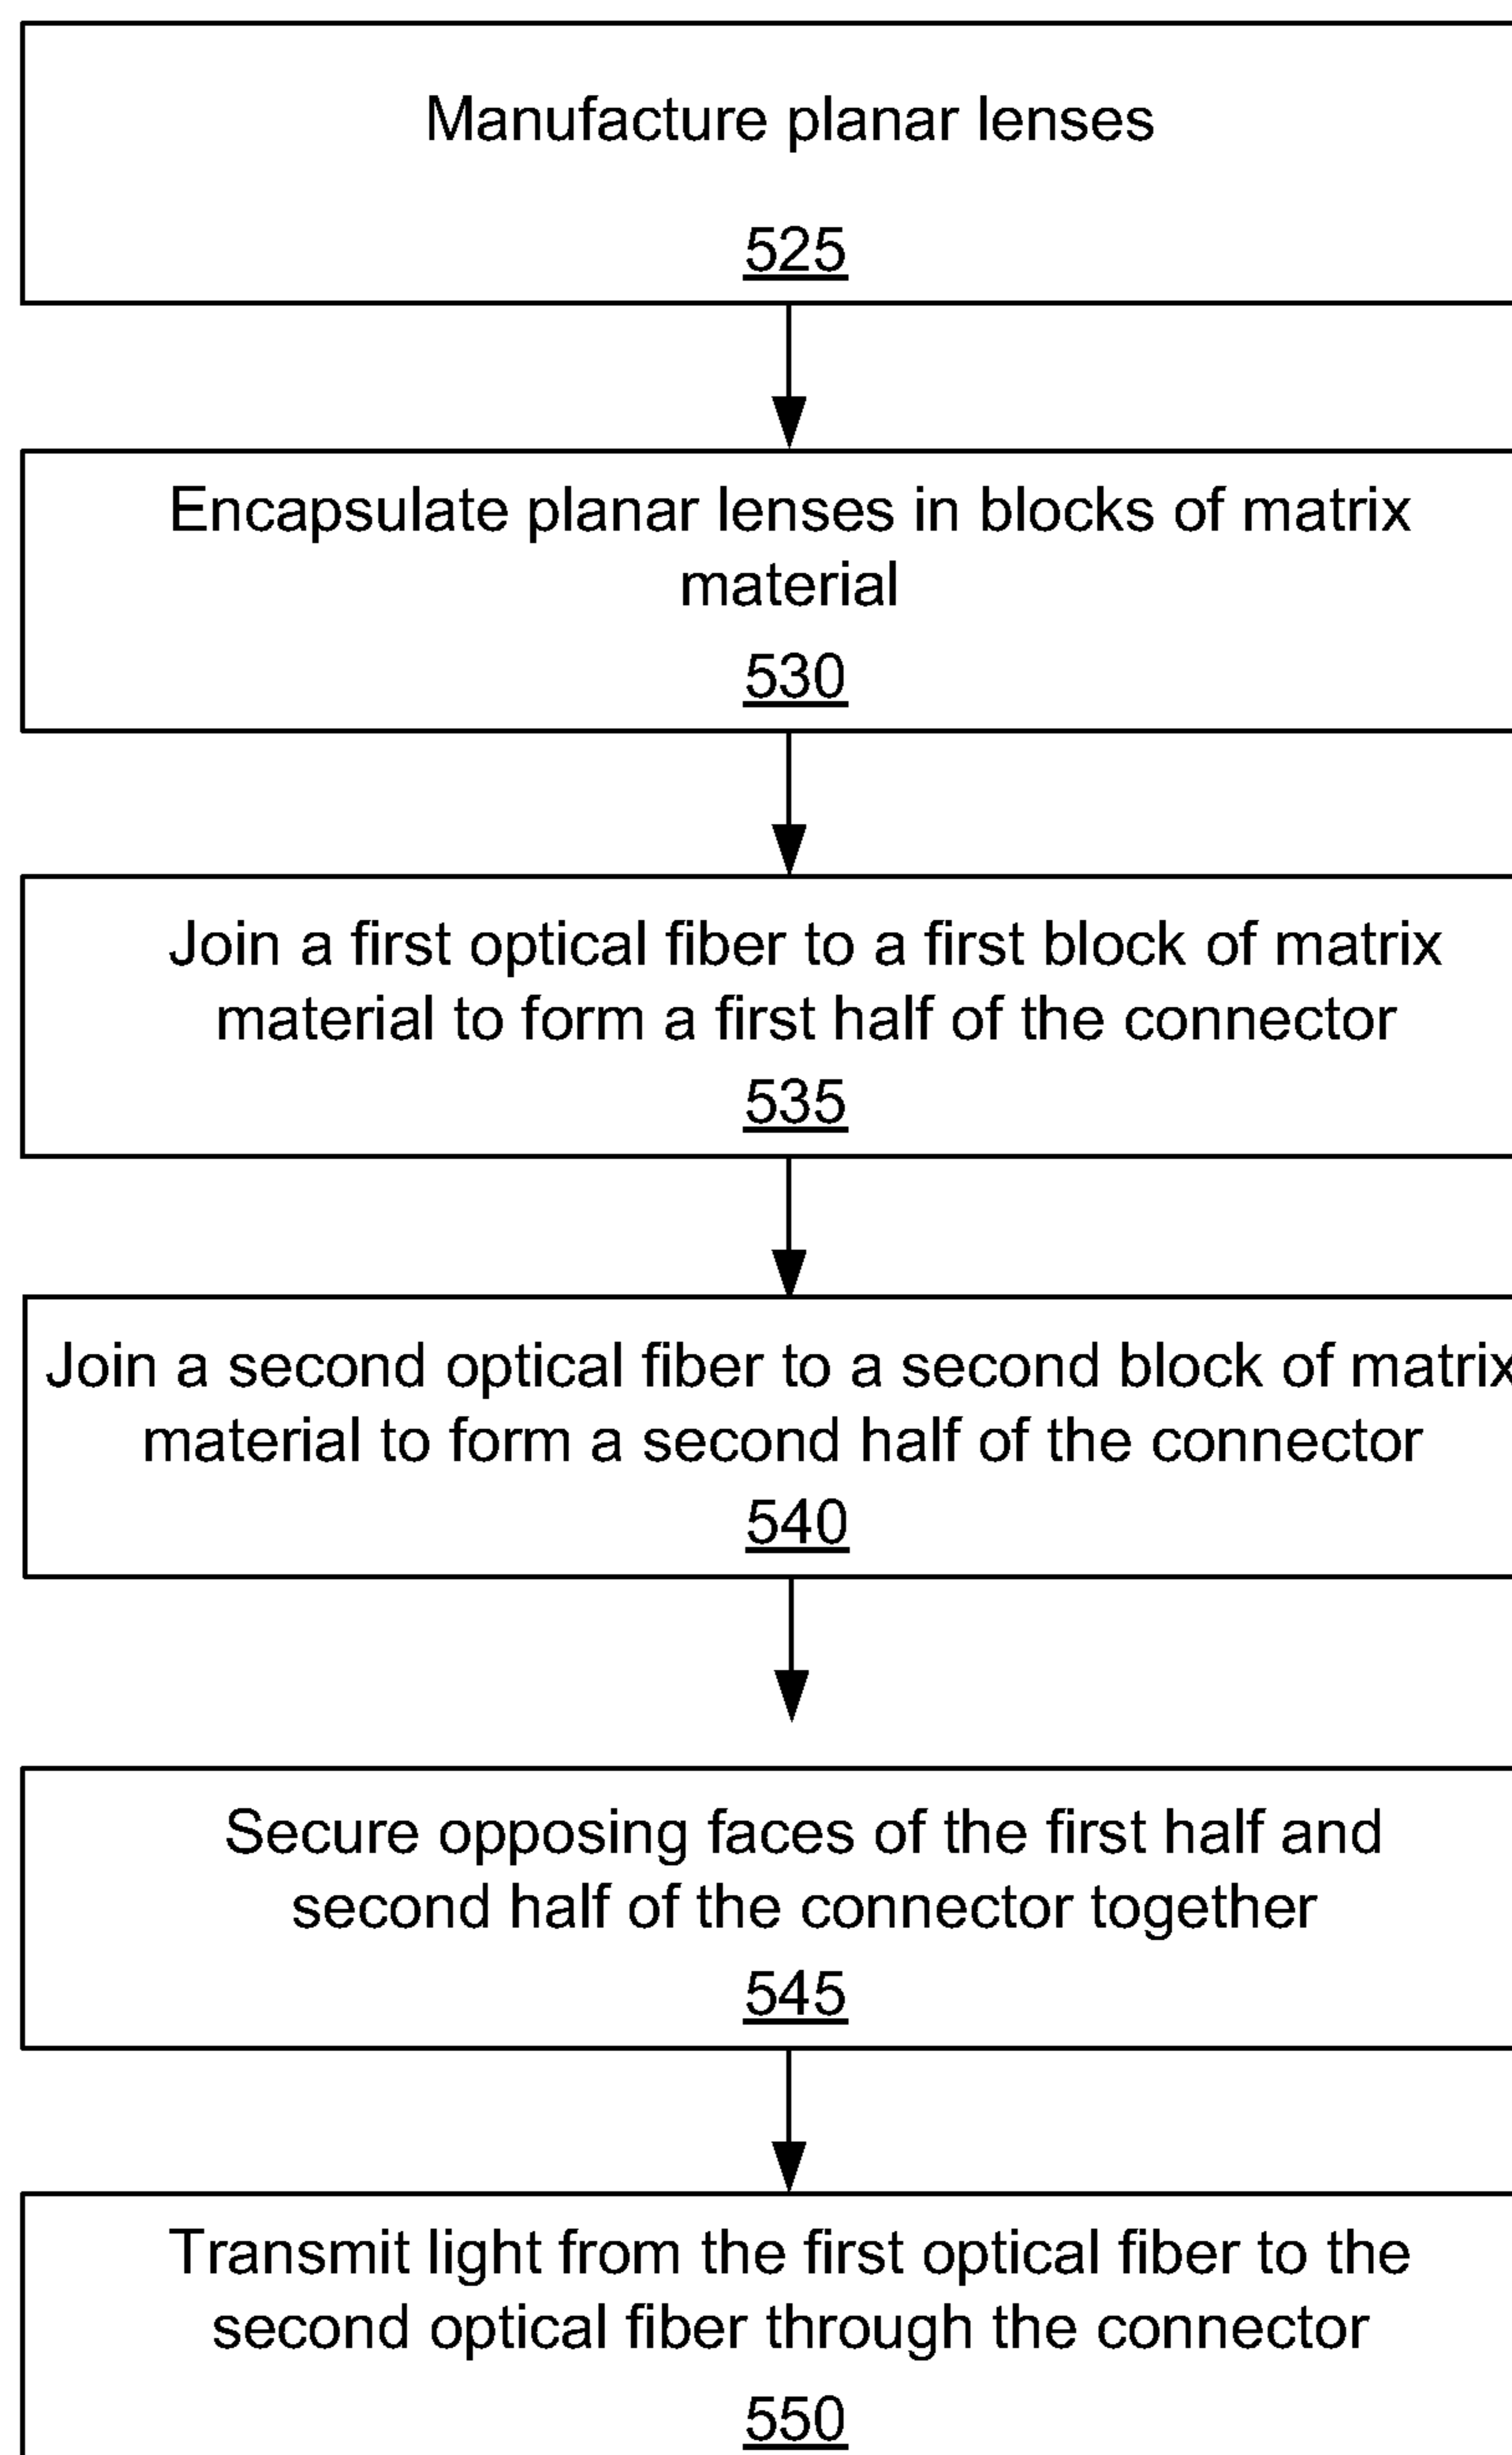 Manufacture planar lenses
525
Encapsulate planar lenses in blocks of matrix
material
530
Join a first optical fiber to a first block of matrix
material to form a first half of the connector
535
Join a second optical fiber to a second block of matrix
material to form a second half of the connector
540
Secure opposing faces of the first half and
second half of the connector together
545
Transmit light from the first optical fiber to the
second optical fiber through the connector
550